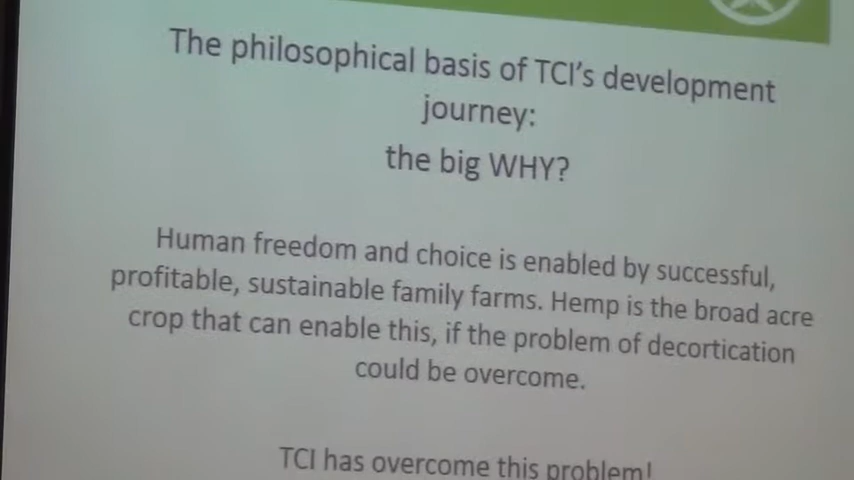 The philosophical basis of TCI's development
journey:
the big WHY?
Human freedom and choice is enabled by successful,
profitable, sustainable family farms. Hemp is the broad acre
crop that can enable this, if the problem of decortication
could be overcome.
TCI has overcome this problem!